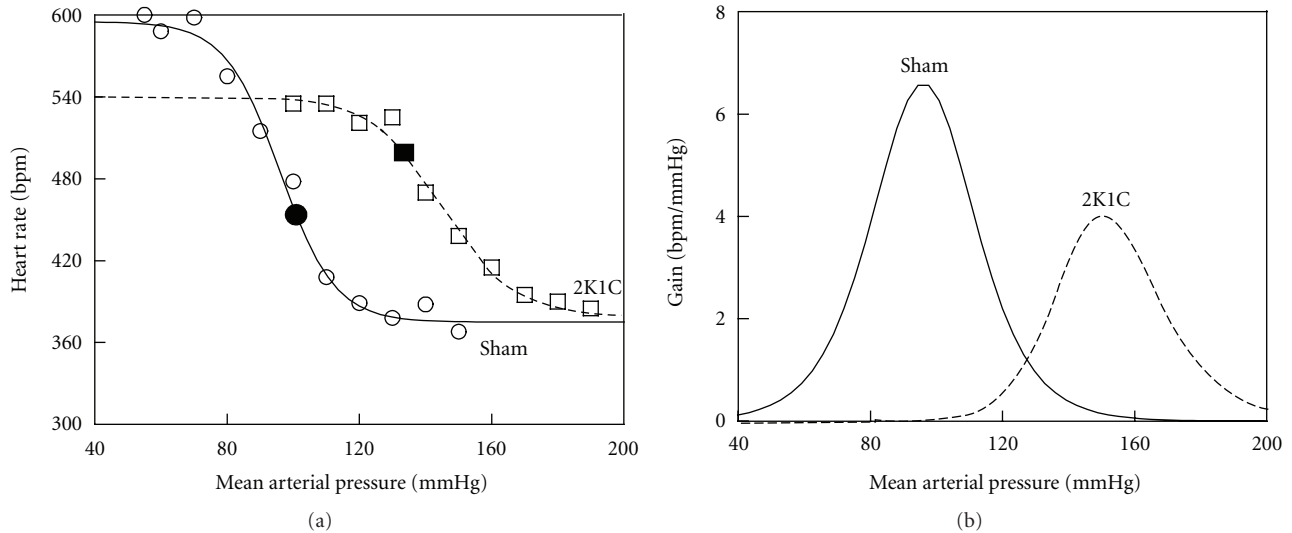 600
540
480
420
360
300
Heart rate (bpm)
2K1C
Sham
40 80 120 160 200
Mean arterial pressure (mmHg)
(a)
8
6
4
2
0
Gain (bpm/mmHg)
Sham
2K1C
40 80 120 160 200
Mean arterial pressure (mmHg)
(b)